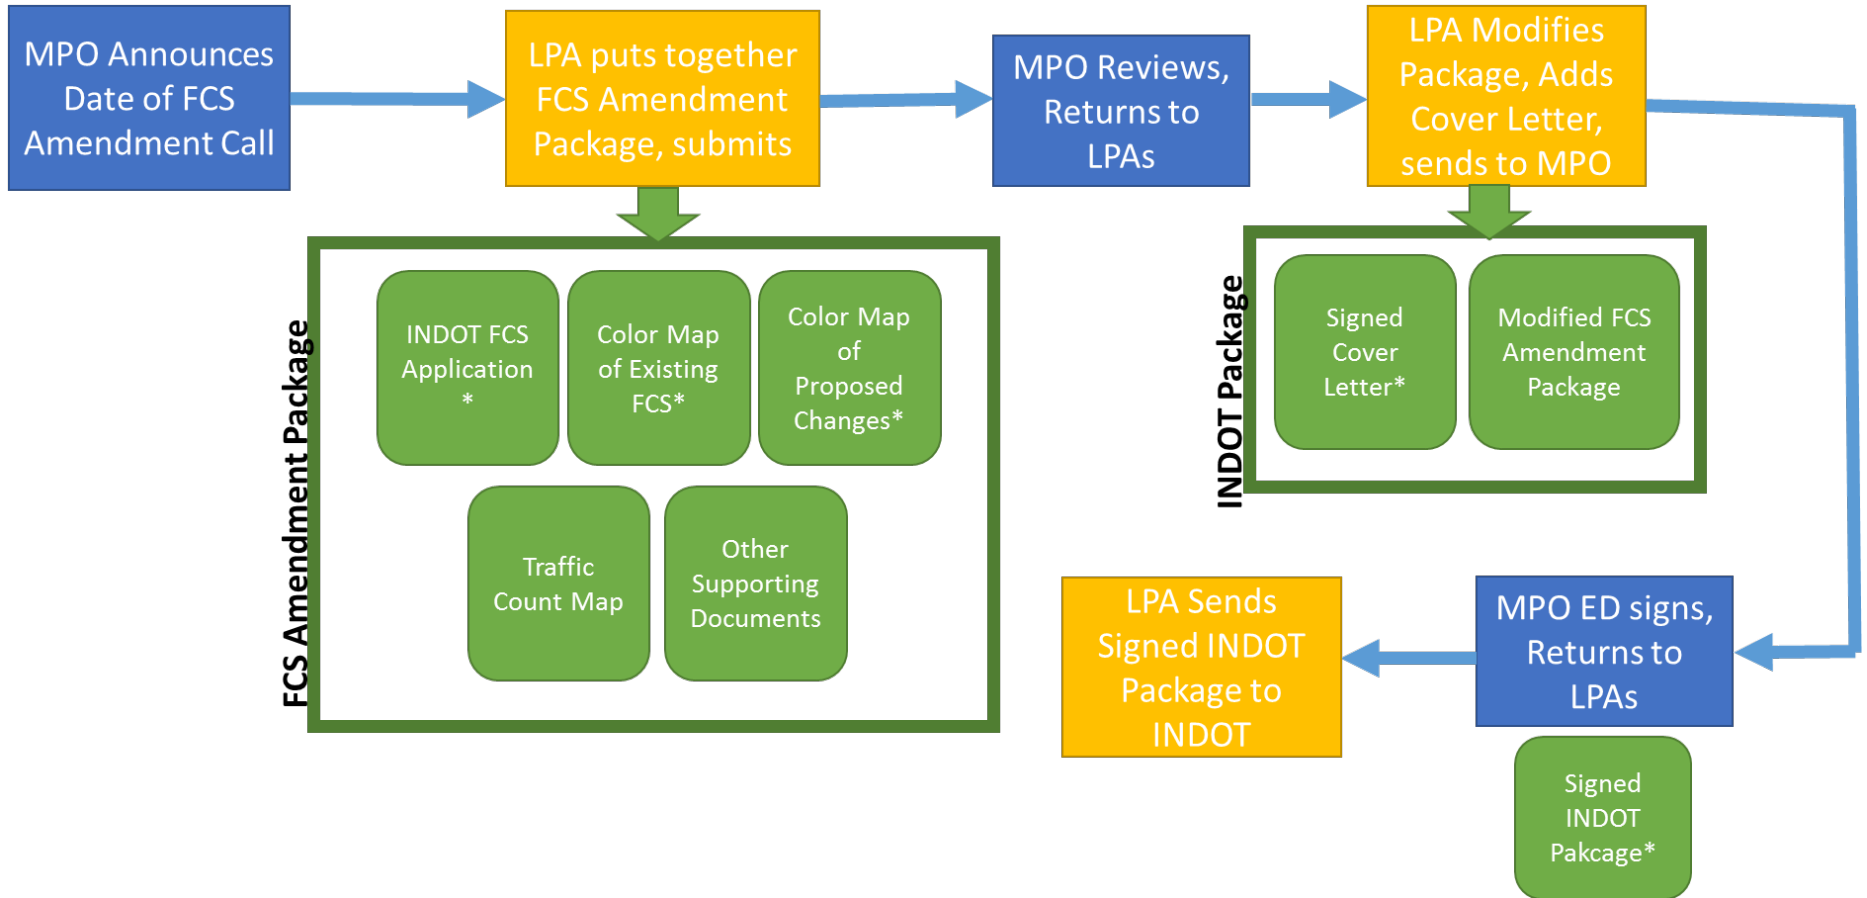 MPO Announces
Date of FCS
Amendment Call
LPA puts together
FCS Amendment
Package, submits
MPO Reviews,
Returns to
LPAs
LPA Modifies
Package, Adds
Cover Letter,
sends to MPO
FCS Amendment Package
INDOT FCS
Application
*
Color Map
of Existing
FCS*
Color Map
of
Proposed
Changes*
Traffic
Count Map
Other
Supporting
Documents
INDOT Package
Signed
Cover
Letter*
Modified FCS
Amendment
Package
MPO ED signs,
Returns to
LPAs
Signed
INDOT
Pakcage*
LPA Sends
Signed INDOT
Package to
INDOT